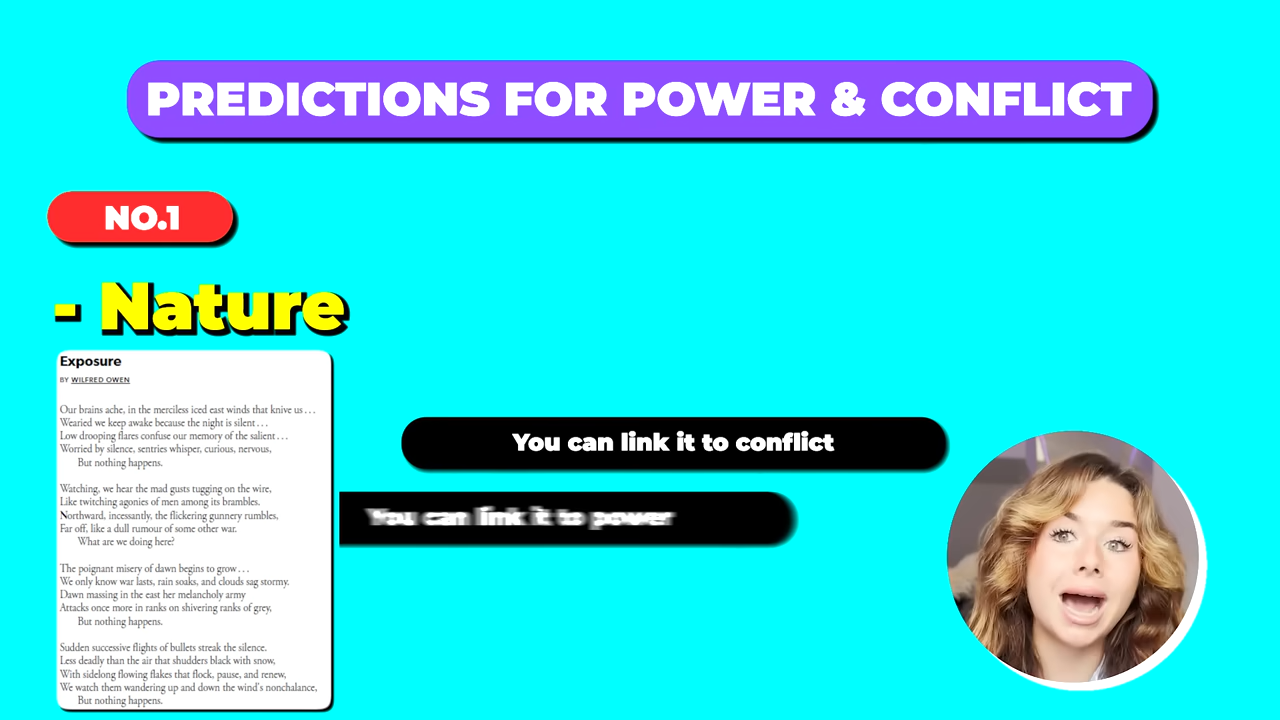 PREDICTIONS FOR POWER & CONFLICT
NO.1
- Nature
Exposure
BY WILFRED OWEN
Our brains ache, in the merciless iced east winds that knive us . . .
Wearied we keep awake because the night is silent . . .
Low drooping flares confuse our memory of the salient . . .
Worried by silence, sentries whisper, curious, nervous,
But nothing happens.
Watching, we hear the mad gusts tugging on the wire,
Like twitching agonies of men among its brambles.
Northward, incessantly, the flickering gunnery rumbles,
Far off, like a dull rumour of some other war.
What are we doing here?
The poignant misery of dawn begins to grow . . .
We only know war lasts, rain soaks, and clouds sag stormy.
Dawn massing in the east her melancholy army
Attacks once more in ranks on shivering ranks of grey,
But nothing happens.
Sudden successive flights of bullets streak the silence.
Less deadly than the air that shudders black with snow,
With sidelong flowing flakes that flock, pause, and renew,
We watch them wandering up and down the wind's nonchalance,
But nothing happens.
You can link it to conflict
You can link it to power